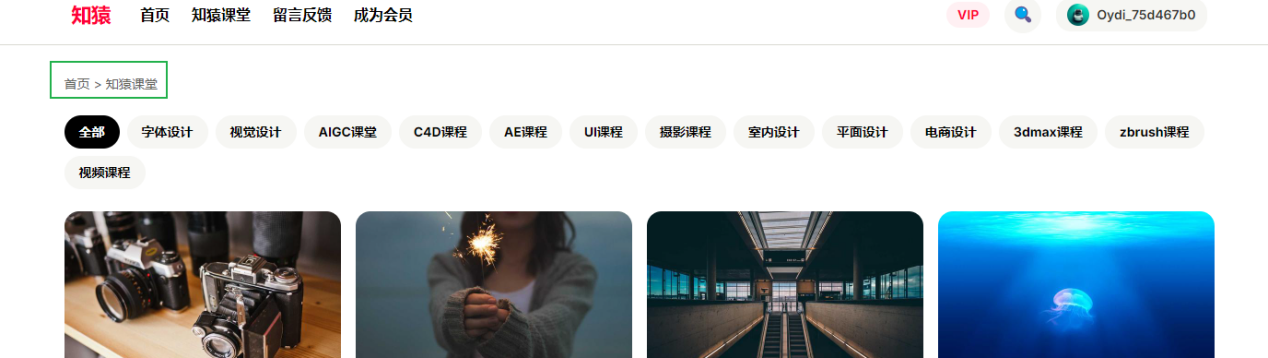 知猿 首页 知猿课堂 留言反馈 成为会员 VIP Oydi_75d467b0
首页 > 知猿课堂
全部 字体设计 视觉设计 AIGC课堂 C4D课程 AE课程 UI课程 摄影课程 室内设计 平面设计 电商设计 3dmax课程 zbrush课程
视频课程